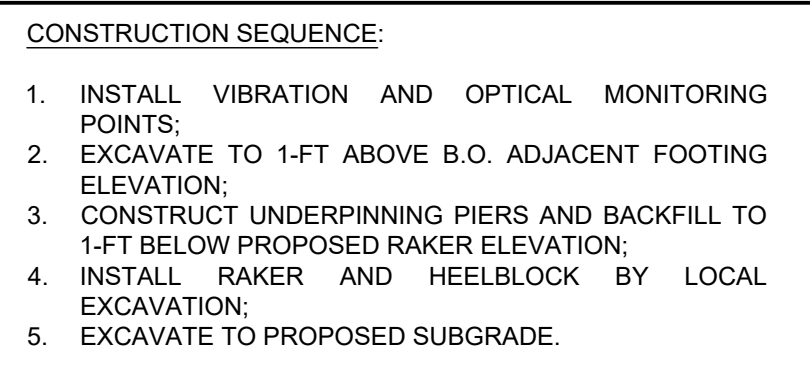 CONSTRUCTION SEQUENCE:
1. INSTALL VIBRATION AND OPTICAL MONITORING
POINTS;
2. EXCAVATE TO 1-FT ABOVE B.O. ADJACENT FOOTING
ELEVATION;
3. CONSTRUCT UNDERPINNING PIERS AND BACKFILL TO
1-FT BELOW PROPOSED RAKER ELEVATION;
4. INSTALL RAKER AND HEELBLOCK BY LOCAL
EXCAVATION;
5. EXCAVATE TO PROPOSED SUBGRADE.